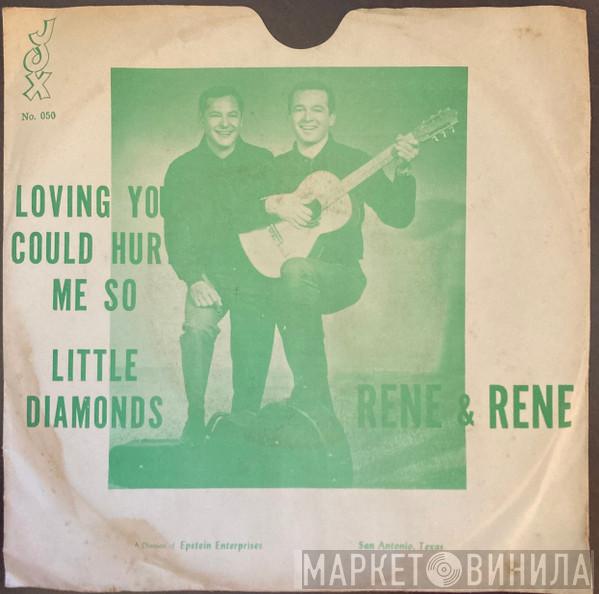 JOX
No. 050
LOVING YOU
COULD HUR
ME SO
LITTLE
DIAMONDS
RENE & RENE
A Division of Epstein Enterprises
San Antonio, Texas
МАРКЕТ ВИНИЛА